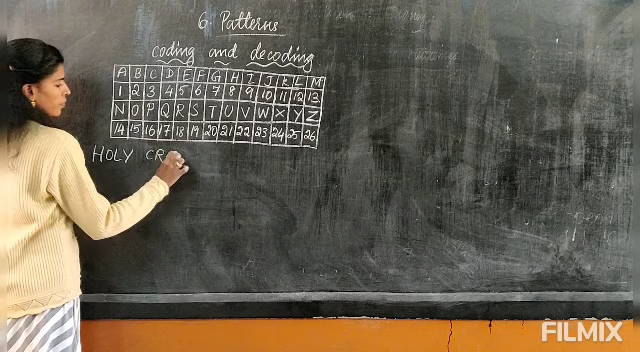 6. Patterns
coding and decoding
A B C D E F G H I J K L M
1 2 3 4 5 6 7 8 9 10 11 12 13
N O P Q R S T U V W X Y Z
14 15 16 17 18 19 20 21 22 23 24 25 26
HOLY CR
FILMIX